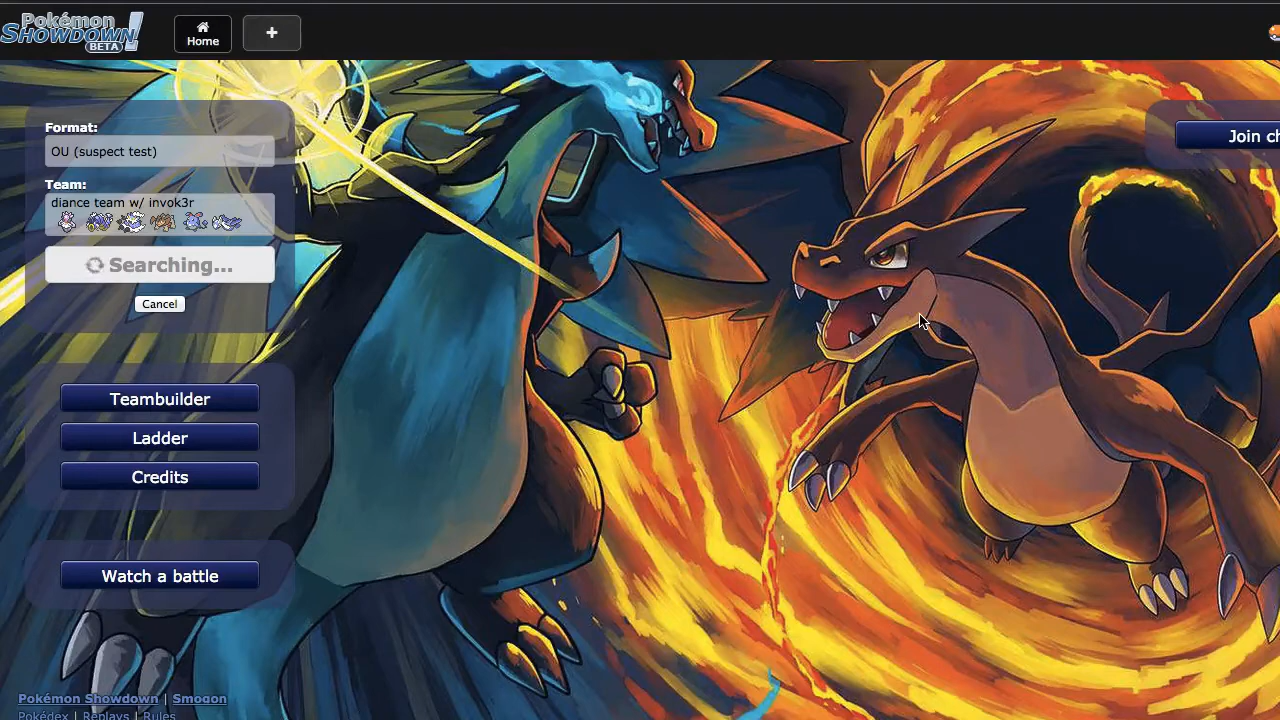 Pokémon
SHOWDOWN!
BETA
Home
+
Format:
OU (suspect test)
Team:
diance team w/ invok3r
Searching...
Cancel
Join ch
Teambuilder
Ladder
Credits
Watch a battle
Pokémon Showdown | Smogon
Pokédex | Replays | Rules